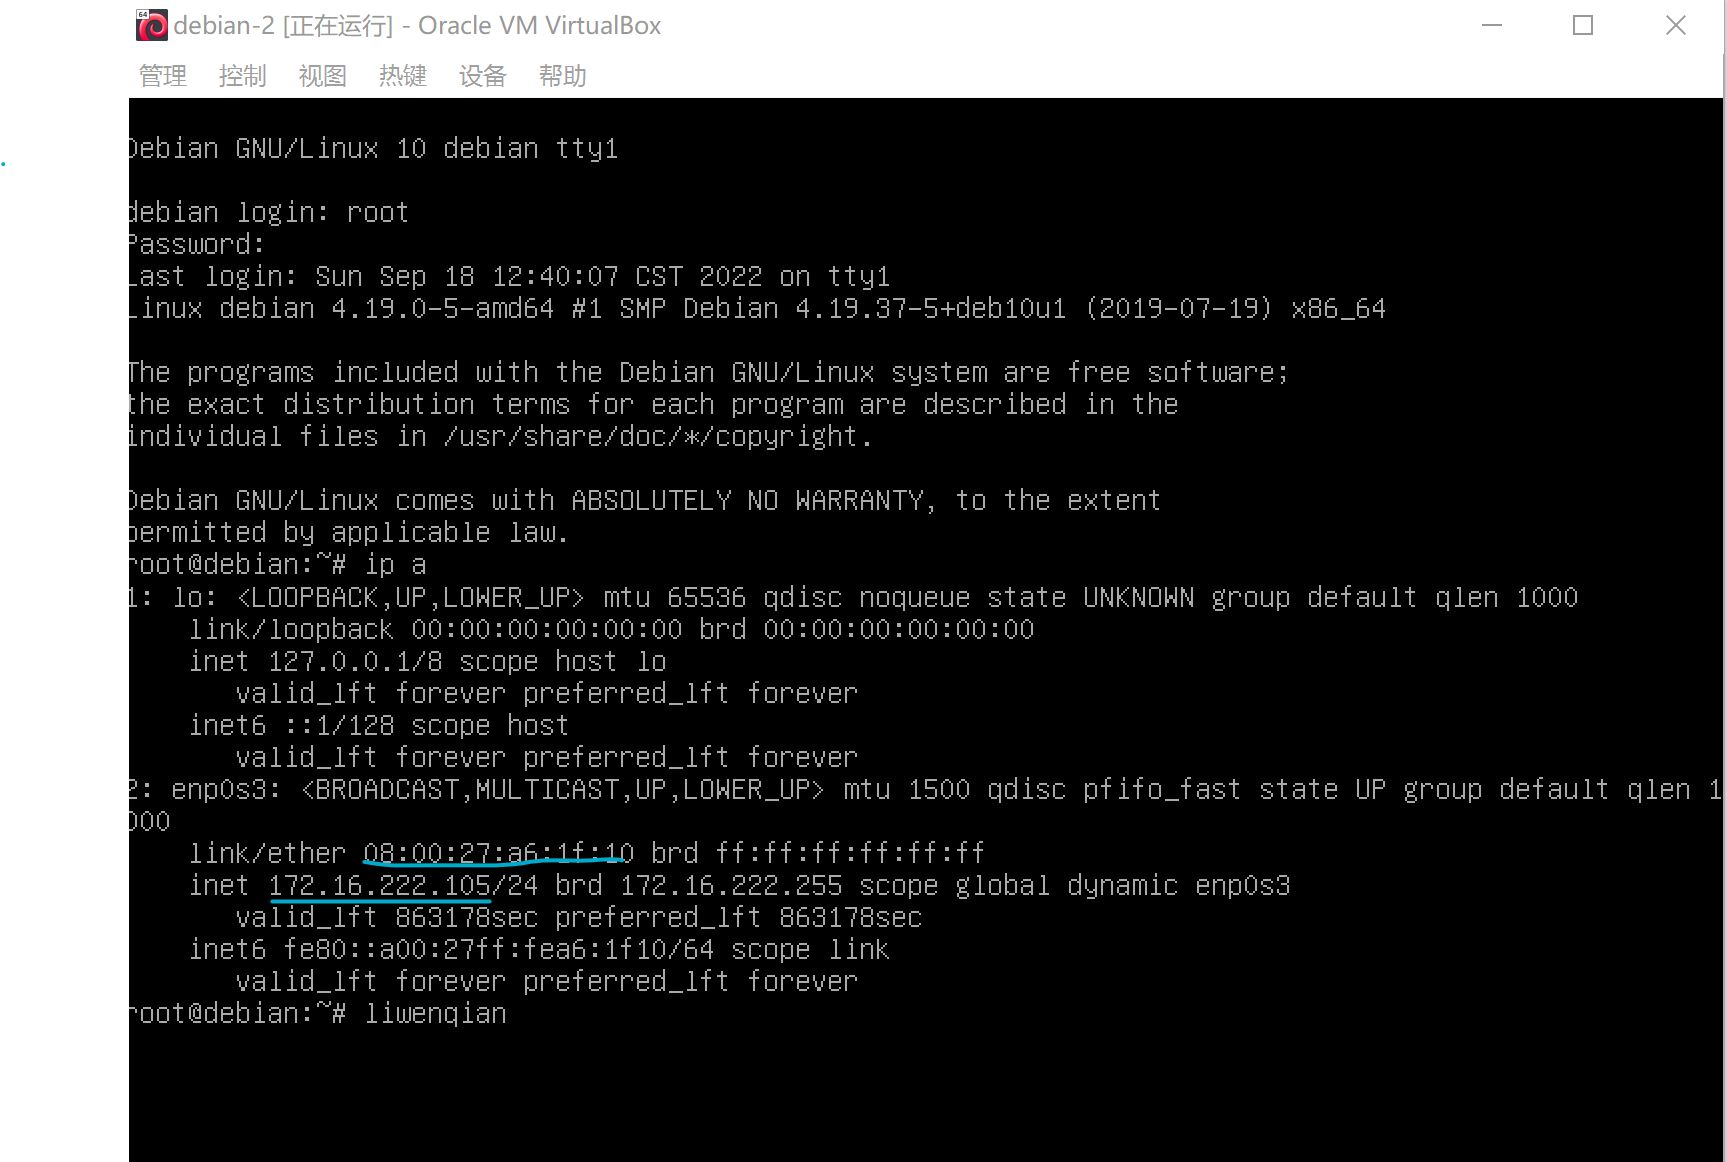 debian-2 [正在运行] - Oracle VM VirtualBox
管理 控制 视图 热键 设备 帮助
Debian GNU/Linux 10 debian tty1
debian login: root
Password:
Last login: Sun Sep 18 12:40:07 CST 2022 on tty1
Linux debian 4.19.0-5-amd64 #1 SMP Debian 4.19.37-5+deb10u1 (2019-07-19) x86_64
The programs included with the Debian GNU/Linux system are free software;
the exact distribution terms for each program are described in the
individual files in /usr/share/doc/*/copyright.
Debian GNU/Linux comes with ABSOLUTELY NO WARRANTY, to the extent
permitted by applicable law.
root@debian:~# ip a
1: lo: <LOOPBACK,UP,LOWER_UP> mtu 65536 qdisc noqueue state UNKNOWN group default qlen 1000
link/loopback 00:00:00:00:00:00 brd 00:00:00:00:00:00
inet 127.0.0.1/8 scope host lo
valid_lft forever preferred_lft forever
inet6 ::1/128 scope host
valid_lft forever preferred_lft forever
2: enp0s3: <BROADCAST,MULTICAST,UP,LOWER_UP> mtu 1500 qdisc pfifo_fast state UP group default qlen 1
000
link/ether 08:00:27:a6:1f:10 brd ff:ff:ff:ff:ff:ff
inet 172.16.222.105/24 brd 172.16.222.255 scope global dynamic enp0s3
valid_lft 863178sec preferred_lft 863178sec
inet6 fe80::a00:27ff:fea6:1f10/64 scope link
valid_lft forever preferred_lft forever
root@debian:~# liwenqian